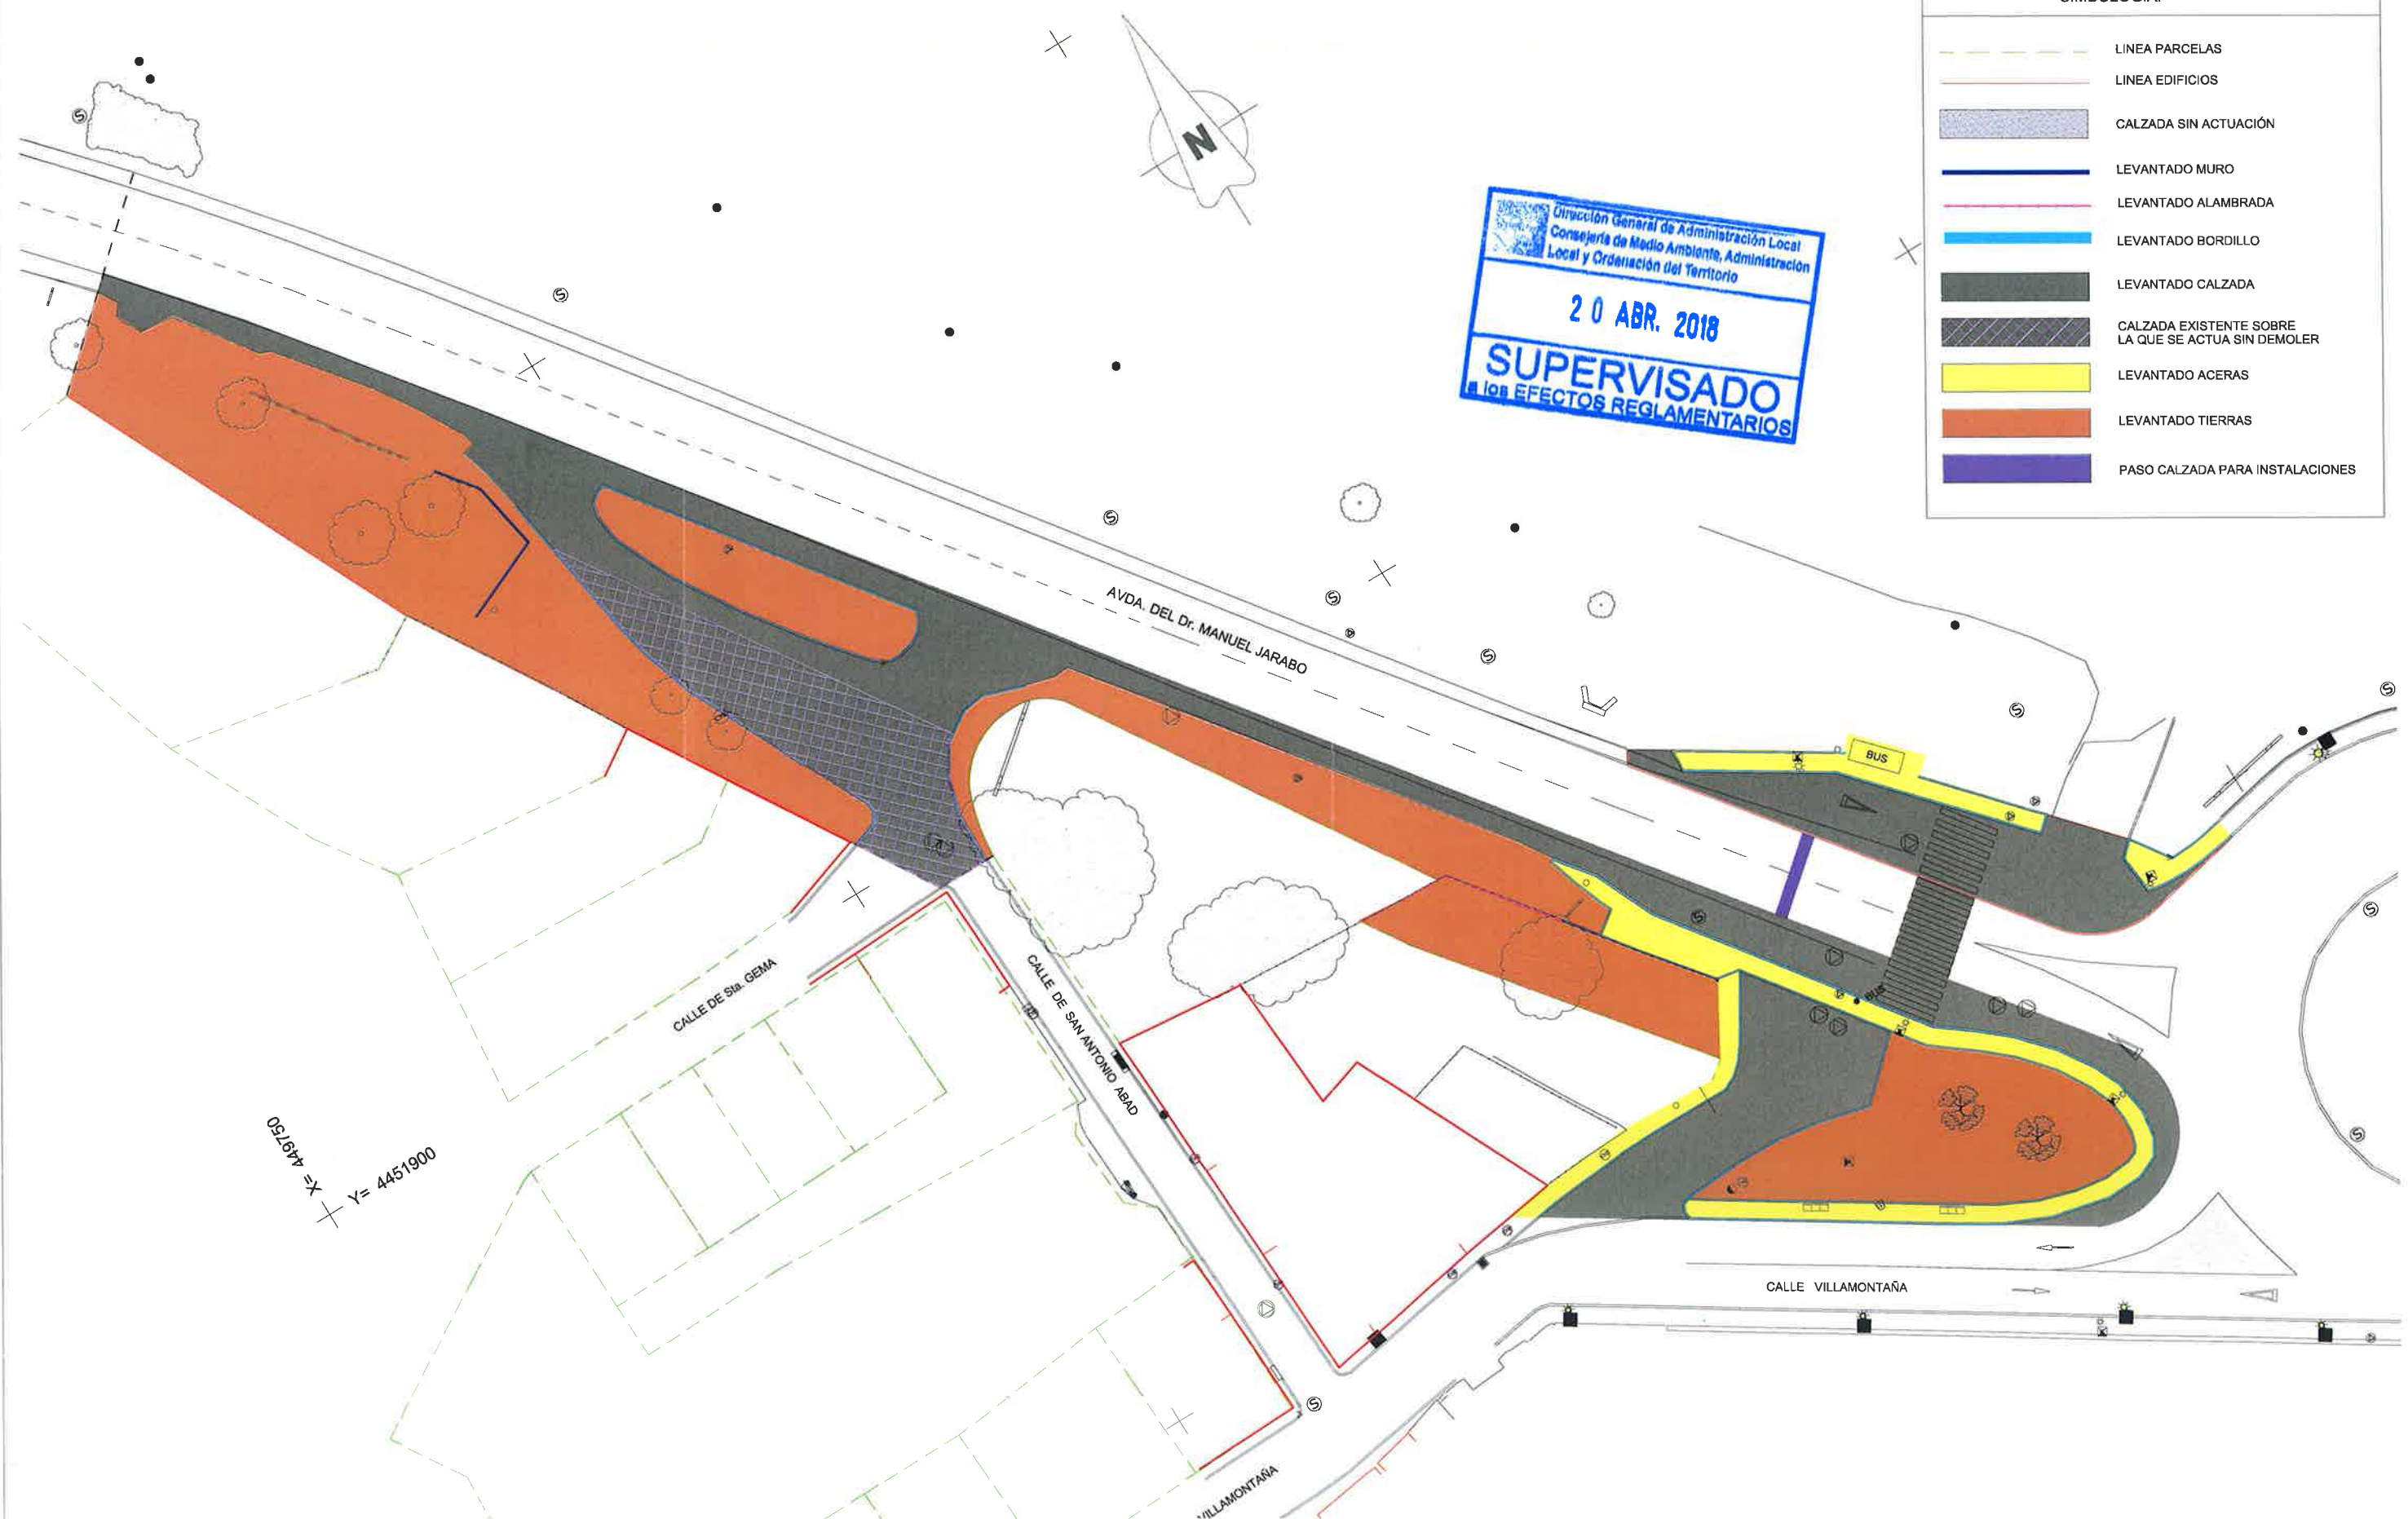 LINEA PARCELAS
LINEA EDIFICIOS
CALZADA SIN ACTUACIÓN
LEVANTADO MURO
LEVANTADO ALAMBRADA
LEVANTADO BORDILLO
LEVANTADO CALZADA
CALZADA EXISTENTE SOBRE
LA QUE SE ACTUA SIN DEMOLER
LEVANTADO ACERAS
LEVANTADO TIERRAS
PASO CALZADA PARA INSTALACIONES
N
Dirección General de Administración Local
Consejería de Medio Ambiente, Administración
Local y Ordenación del Territorio
20 ABR. 2018
SUPERVISADO
a los EFECTOS REGLAMENTARIOS
AVDA. DEL Dr. MANUEL JARABO
BUS
BUS
CALLE DE Sta. GEMA
CALLE DE SAN ANTONIO ABAD
X= 449750
Y= 4451900
CALLE VILLAMONTAÑA
VILLAMONTAÑA